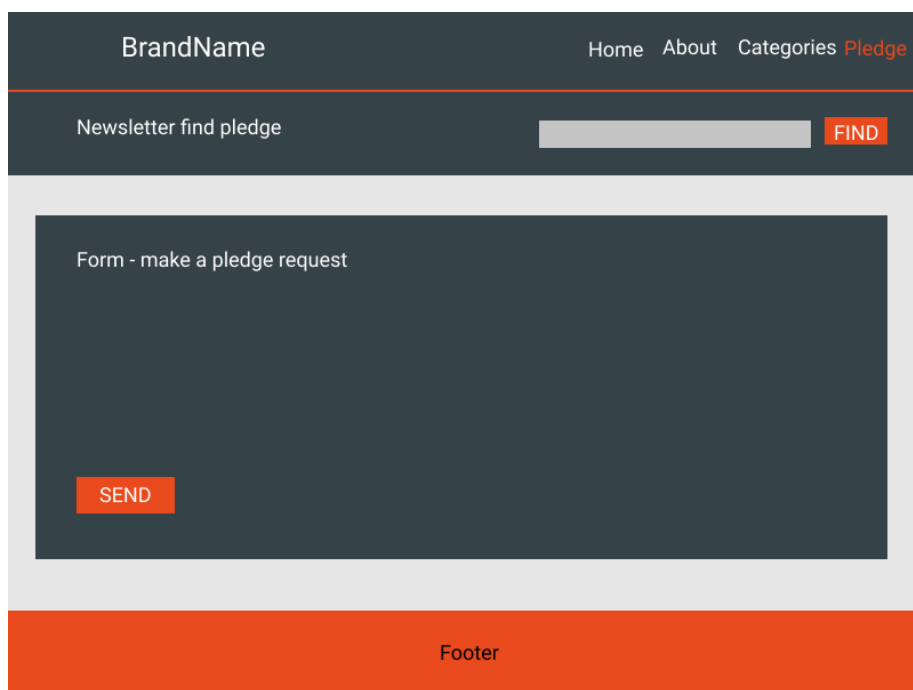 BrandName Home About Categories Pledge
Newsletter find pledge FIND
Form - make a pledge request
SEND
Footer